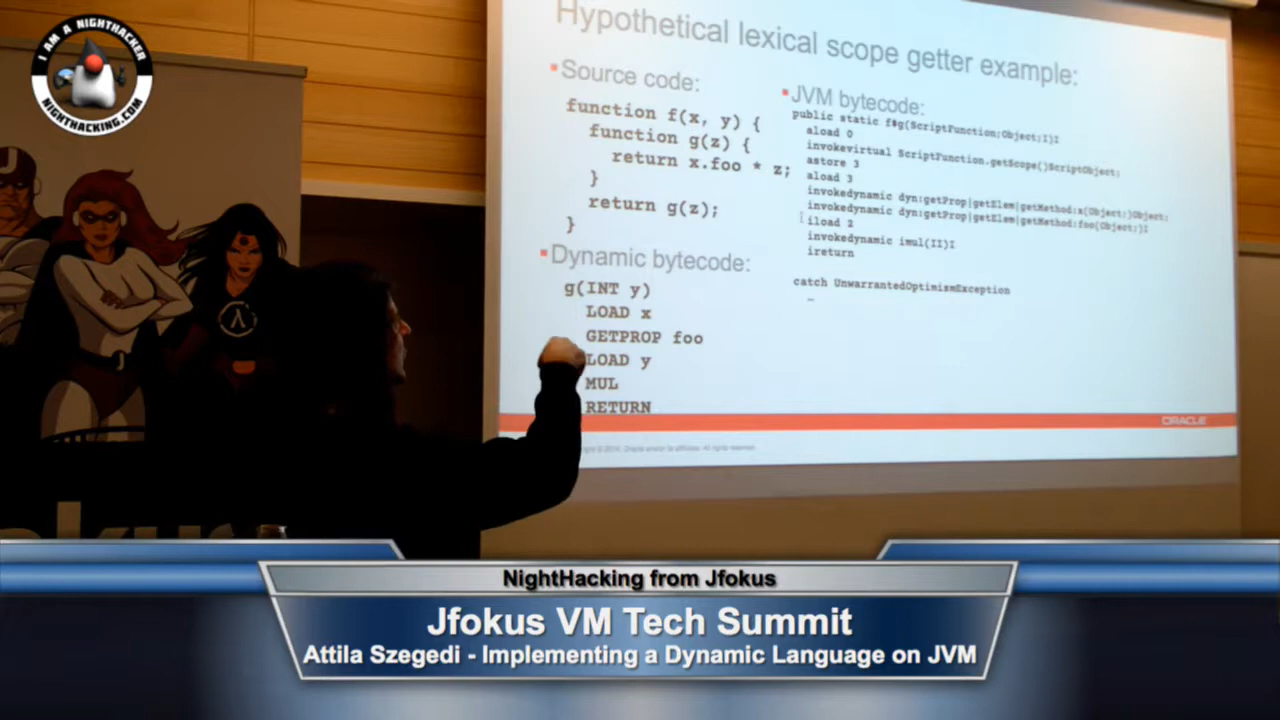 I AM A NIGHTHACKER
NIGHTHACKING.COM
Hypothetical lexical scope getter example:
Source code:
function f(x, y) {
function g(z) {
return x.foo * z;
}
return g(z);
}
Dynamic bytecode:
g(INT y)
LOAD x
GETPROP foo
LOAD y
MUL
RETURN
JVM bytecode:
public static f$g(ScriptFunction;Object;I)I
aload 0
invokevirtual ScriptFunction.getScope()ScriptObject;
astore 3
aload 3
invokedynamic dyn:getProp|getElem|getMethod:x(Object;)Object;
invokedynamic dyn:getProp|getElem|getMethod:foo(Object;)I
iload 2
invokedynamic imul(II)I
ireturn
catch UnwarrantedOptimismException
…
ORACLE
NightHacking from Jfokus
Jfokus VM Tech Summit
Attila Szegedi - Implementing a Dynamic Language on JVM